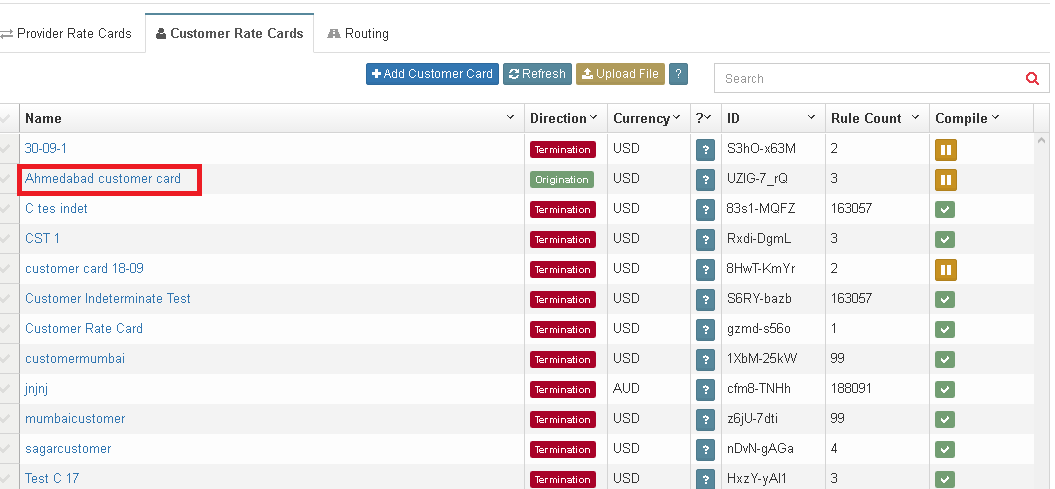 Provider Rate Cards Customer Rate Cards Routing
Add Customer Card Refresh Upload File ? Search
Name Direction Currency ? ID Rule Count Compile
30-09-1 Termination USD ? S3hO-x63M 2
Ahmedabad customer card Origination USD ? UZIG-7_rQ 3
C tes indet Termination USD ? 83s1-MQFZ 163057
CST 1 Termination USD ? Rxdi-DgmL 3
customer card 18-09 Termination USD ? 8HwT-KmYr 2
Customer Indeterminate Test Termination USD ? S6RY-bazb 163057
Customer Rate Card Termination USD ? gzmd-s56o 1
customermumbai Termination USD ? 1XbM-25kW 99
jnjnj Termination AUD ? cfm8-TNHh 188091
mumbaicustomer Termination USD ? z6jU-7dti 99
sagarcustomer Termination USD ? nDvN-gAGa 4
Test C 17 Termination USD ? HxzY-yAI1 3